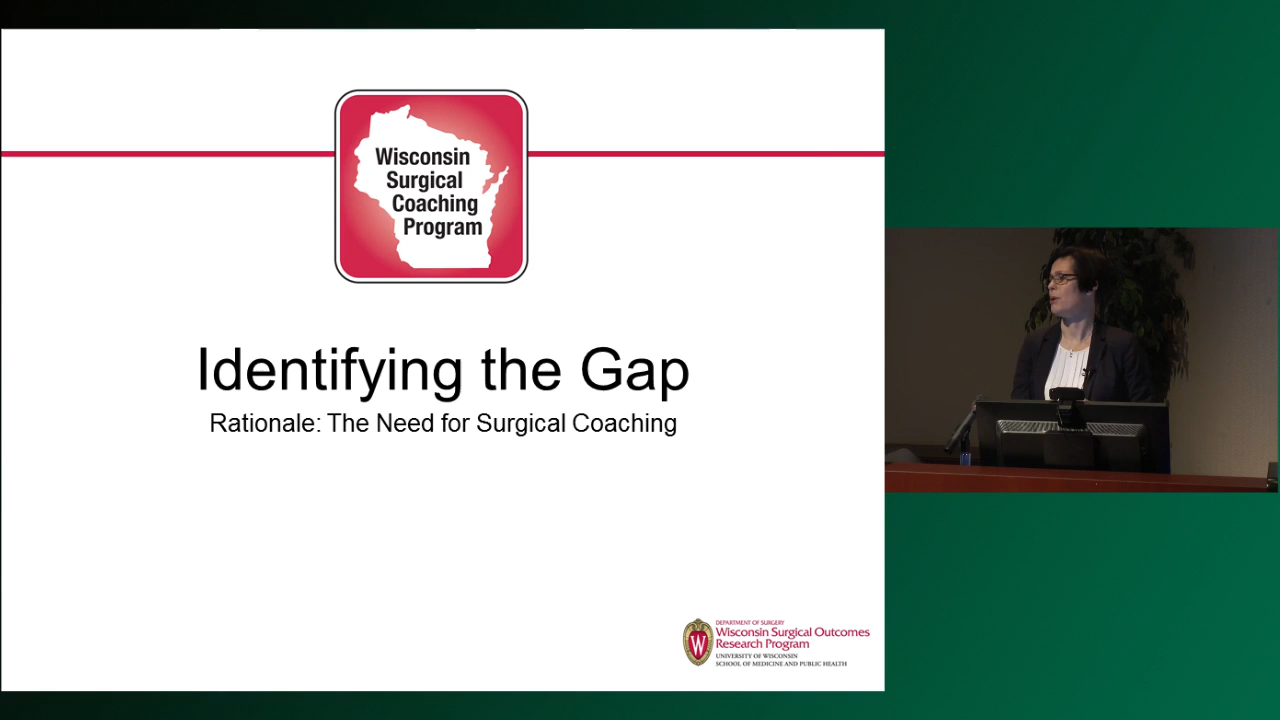 Wisconsin
Surgical
Coaching
Program
Identifying the Gap
Rationale: The Need for Surgical Coaching
W
DEPARTMENT OF SURGERY
Wisconsin Surgical Outcomes
Research Program
UNIVERSITY OF WISCONSIN
SCHOOL OF MEDICINE AND PUBLIC HEALTH